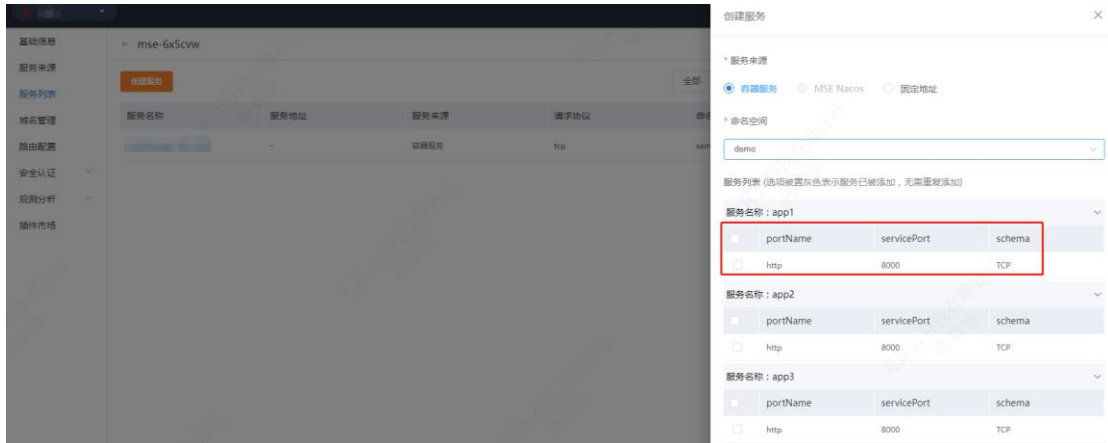 基础信息
服务来源
服务列表
域名管理
路由配置
安全认证
观测分析
插件市场
← mse-6x5cvw
创建服务
全部
服务名称 服务地址 服务来源 请求协议
- 容器服务 tcp
创建服务
* 服务来源
容器服务 MSE Nacos 固定地址
* 命名空间
demo
服务列表 (选项被置灰色表示服务已被添加，无需重复添加)
服务名称：app1
portName servicePort schema
http 8000 TCP
服务名称：app2
portName servicePort schema
http 8000 TCP
服务名称：app3
portName servicePort schema
http 8000 TCP